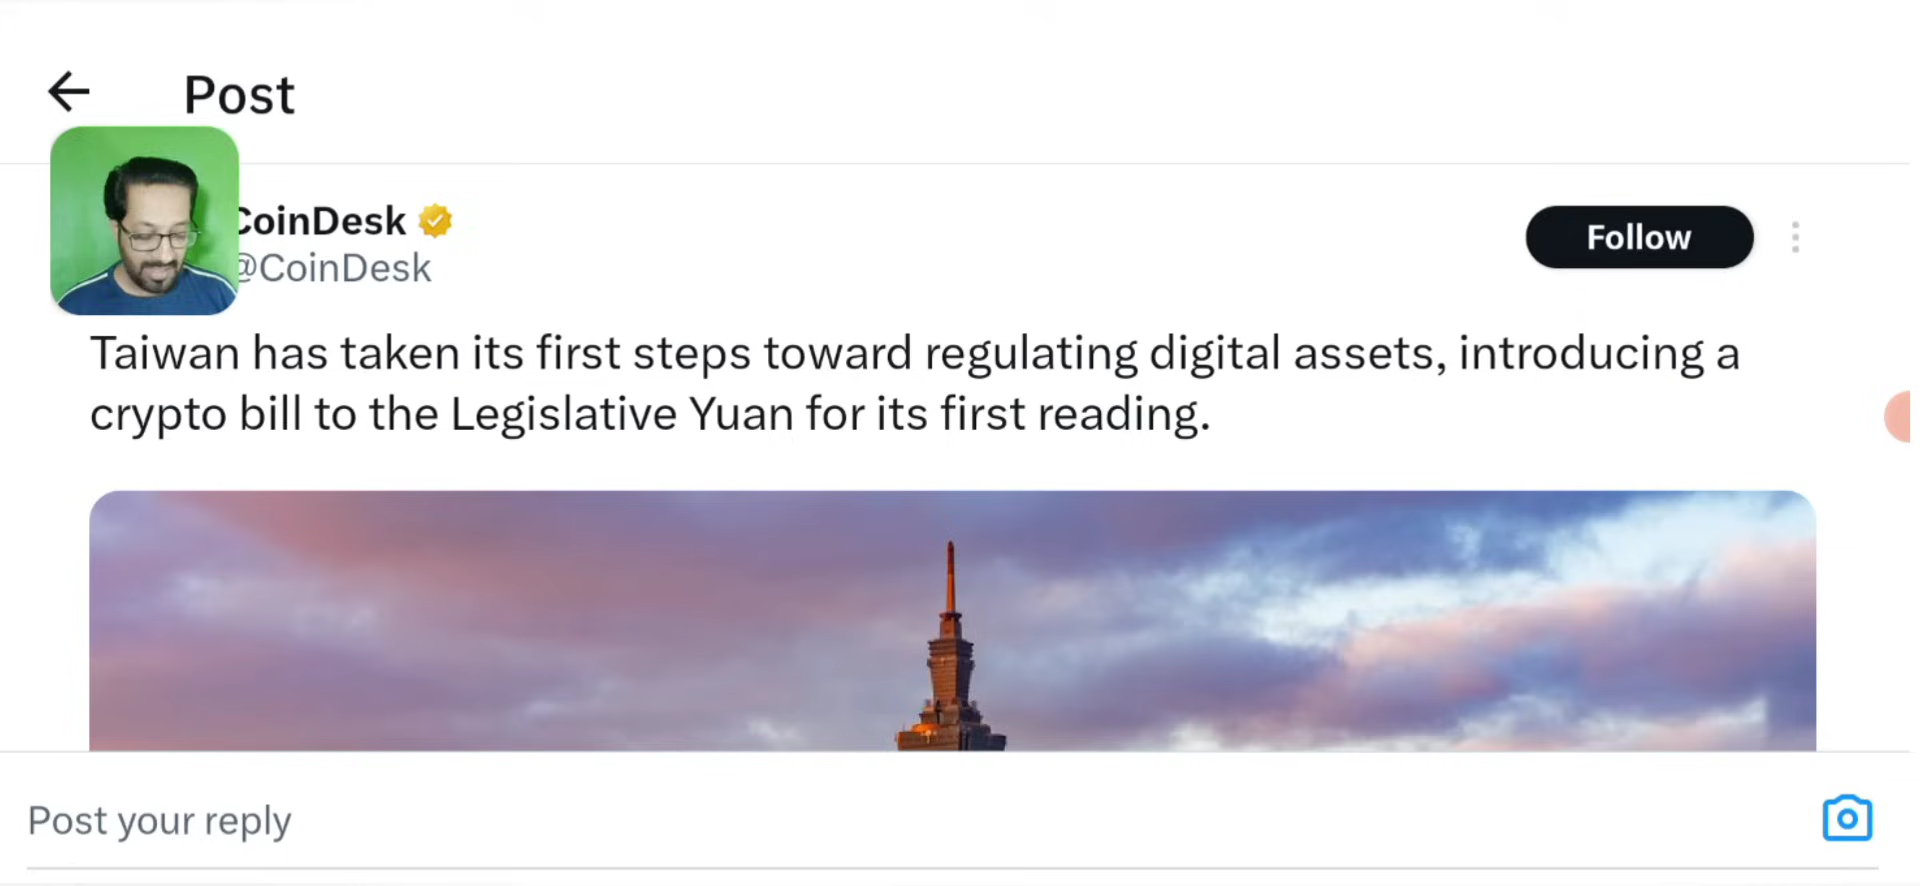 Post
CoinDesk
@CoinDesk
Follow
Taiwan has taken its first steps toward regulating digital assets, introducing a
crypto bill to the Legislative Yuan for its first reading.
Post your reply